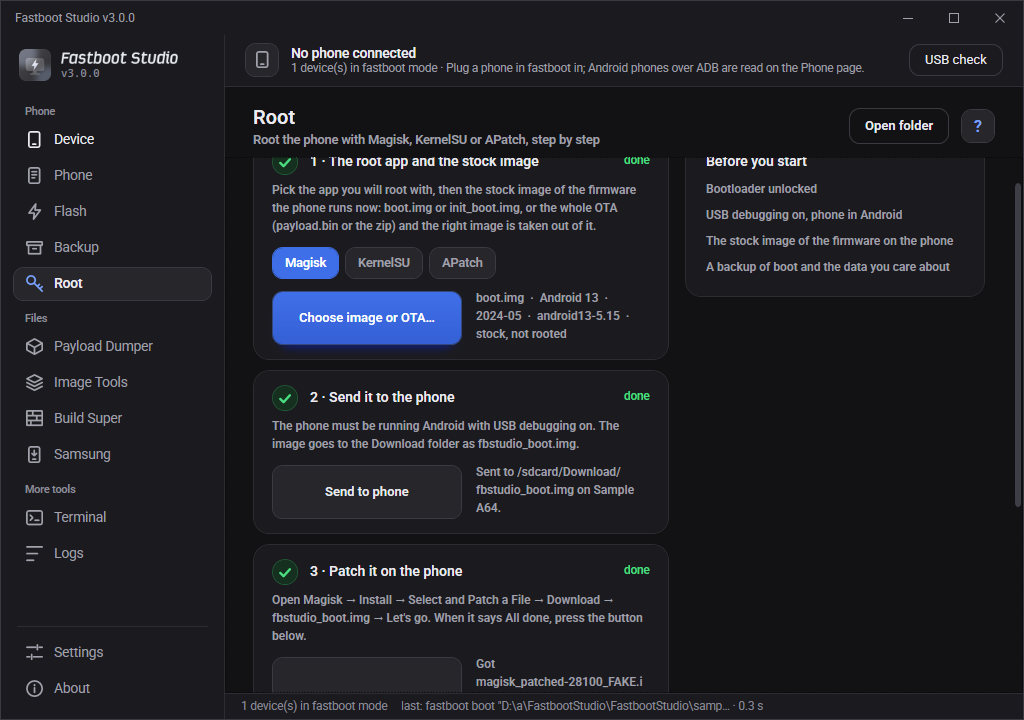 Fastboot Studio v3.0.0
Fastboot Studio
v3.0.0
Phone
Device
Phone
Flash
Backup
Root
Files
Payload Dumper
Image Tools
Build Super
Samsung
More tools
Terminal
Logs
Settings
About
No phone connected
1 device(s) in fastboot mode · Plug a phone in fastboot in; Android phones over ADB are read on the Phone page.
USB check
Root
Root the phone with Magisk, KernelSU or APatch, step by step
Open folder
?
1 · The root app and the stock image
done
Pick the app you will root with, then the stock image of the firmware
the phone runs now: boot.img or init_boot.img, or the whole OTA
(payload.bin or the zip) and the right image is taken out of it.
Magisk
KernelSU
APatch
Choose image or OTA…
boot.img · Android 13 ·
2024-05 · android13-5.15 ·
stock, not rooted
2 · Send it to the phone
done
The phone must be running Android with USB debugging on. The
image goes to the Download folder as fbstudio_boot.img.
Send to phone
Sent to /sdcard/Download/
fbstudio_boot.img on Sample
A64.
3 · Patch it on the phone
done
Open Magisk → Install → Select and Patch a File → Download →
fbstudio_boot.img → Let's go. When it says All done, press the button
below.
Got
magisk_patched-28100_FAKE.i
Before you start
Bootloader unlocked
USB debugging on, phone in Android
The stock image of the firmware on the phone
A backup of boot and the data you care about
1 device(s) in fastboot mode
last: fastboot boot "D:\a\FastbootStudio\FastbootStudio\samp… · 0.3 s